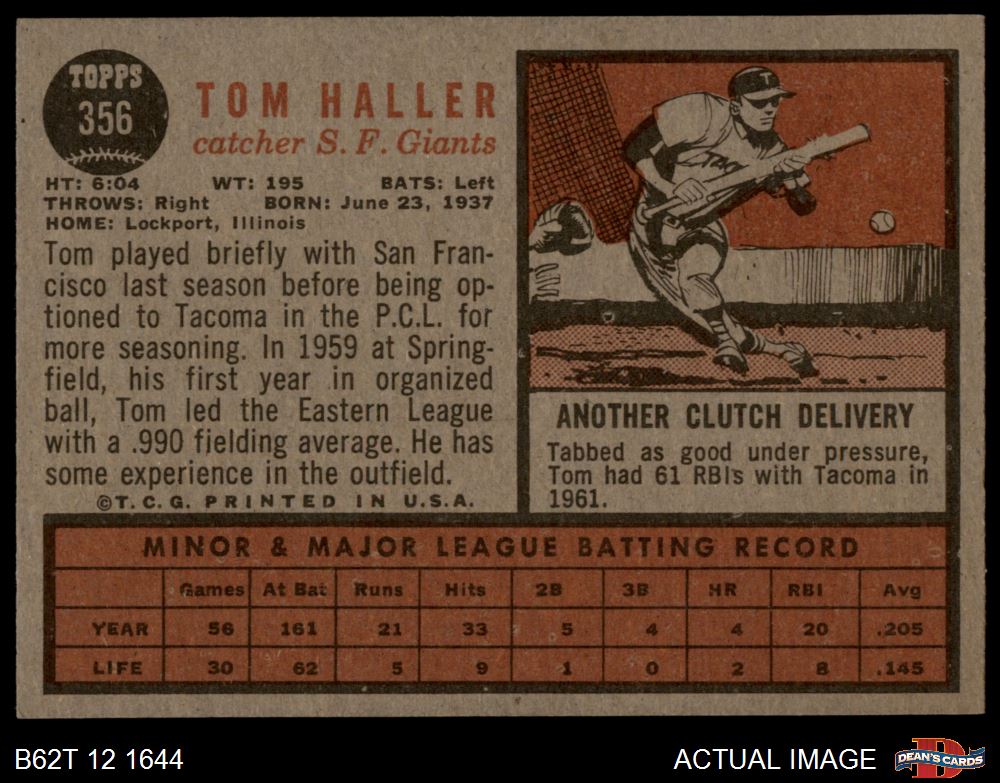 TOPPS
356
TOM HALLER
catcher S. F. Giants
HT: 6:04 WT: 195 BATS: Left
THROWS: Right BORN: June 23, 1937
HOME: Lockport, Illinois
Tom played briefly with San Fran-
cisco last season before being op-
tioned to Tacoma in the P.C.L. for
more seasoning. In 1959 at Spring-
field, his first year in organized
ball, Tom led the Eastern League
with a .990 fielding average. He has
some experience in the outfield.
©T.C.G. PRINTED IN U.S.A.
T
TAC
ANOTHER CLUTCH DELIVERY
Tabbed as good under pressure,
Tom had 61 RBI's with Tacoma in
1961.
MINOR & MAJOR LEAGUE BATTING RECORD
Games At Bat Runs Hits 2B 3B HR RBI Avg
YEAR 56 161 21 33 5 4 4 20 .205
LIFE 30 62 5 9 1 0 2 8 .145
B62T 12 1644
ACTUAL IMAGE
D
DEAN'S CARDS